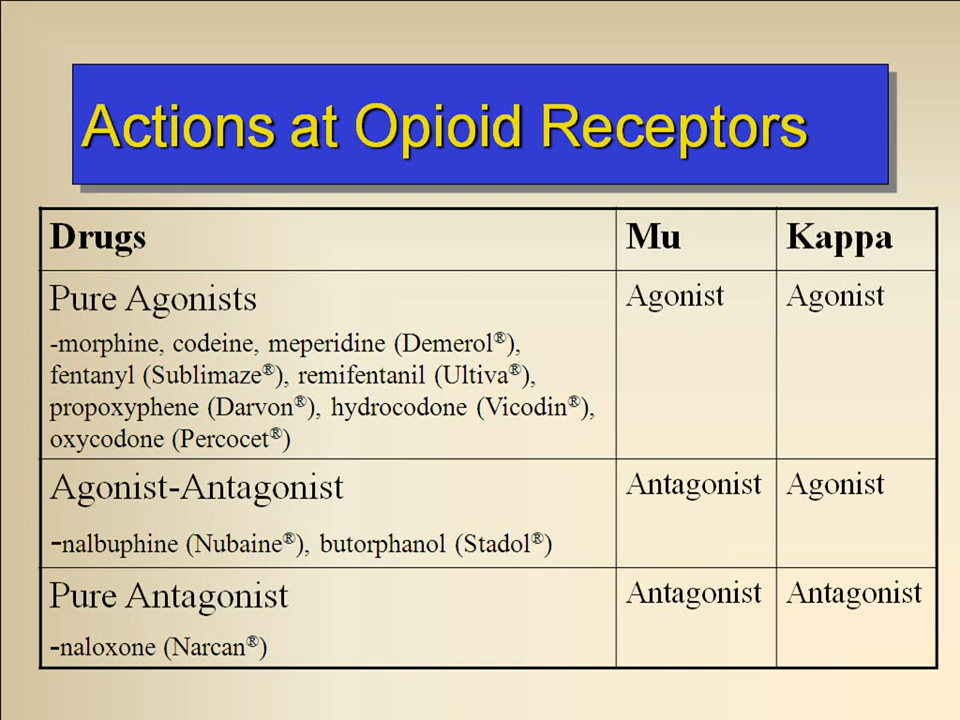 Actions at Opioid Receptors
Drugs Mu Kappa
Pure Agonists Agonist Agonist
-morphine, codeine, meperidine (Demerol®),
fentanyl (Sublimaze®), remifentanil (Ultiva®),
propoxyphene (Darvon®), hydrocodone (Vicodin®),
oxycodone (Percocet®)
Agonist-Antagonist Antagonist Agonist
-nalbuphine (Nubaine®), butorphanol (Stadol®)
Pure Antagonist Antagonist Antagonist
-naloxone (Narcan®)